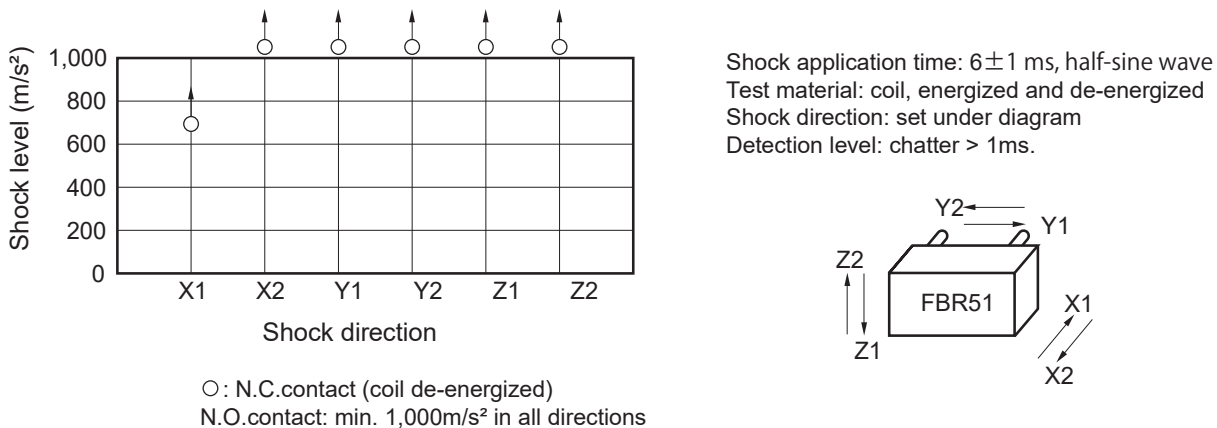 Shock level (m/s²)
1,000
800
600
400
200
0
X1 X2 Y1 Y2 Z1 Z2
Shock direction
○: N.C.contact (coil de-energized)
N.O.contact: min. 1,000m/s² in all directions
Shock application time: 6±1 ms, half-sine wave
Test material: coil, energized and de-energized
Shock direction: set under diagram
Detection level: chatter > 1ms.
Y2
Y1
Z2
FBR51
X1
Z1
X2